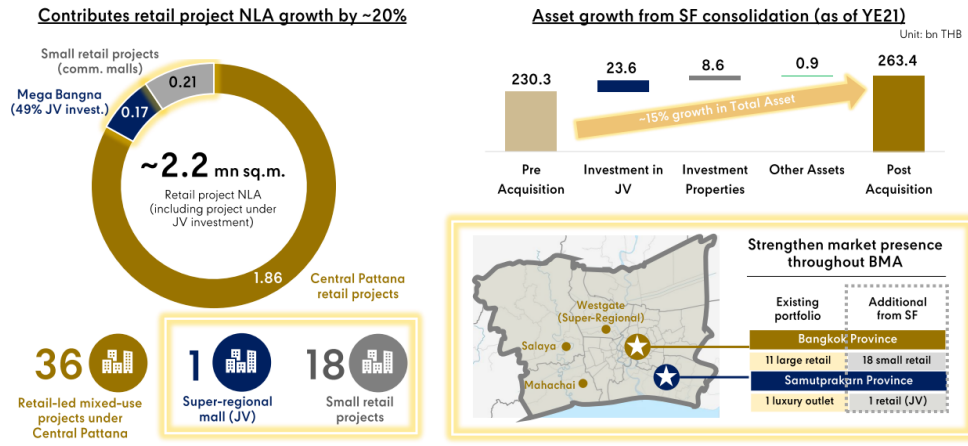 Contributes retail project NLA growth by ~20%
Small retail projects
(comm. malls)
0.21
Mega Bangna
(49% JV invest.)
0.17
~2.2 mn sq.m.
Retail project NLA
(including project under
JV investment)
1.86
Central Pattana
retail projects
36
Retail-led mixed-use
projects under
Central Pattana
1
Super-regional
mall (JV)
18
Small retail
projects
Asset growth from SF consolidation (as of YE21)
Unit: bn THB
230.3
23.6
8.6
0.9
263.4
~15% growth in Total Asset
Pre
Acquisition
Investment in
JV
Investment
Properties
Other Assets
Post
Acquisition
Westgate
(Super-Regional)
Salaya
Mahachai
Strengthen market presence
throughout BMA
Existing
portfolio
Additional
from SF
Bangkok Province
11 large retail
18 small retail
Samutprakarn Province
1 luxury outlet
1 retail (JV)